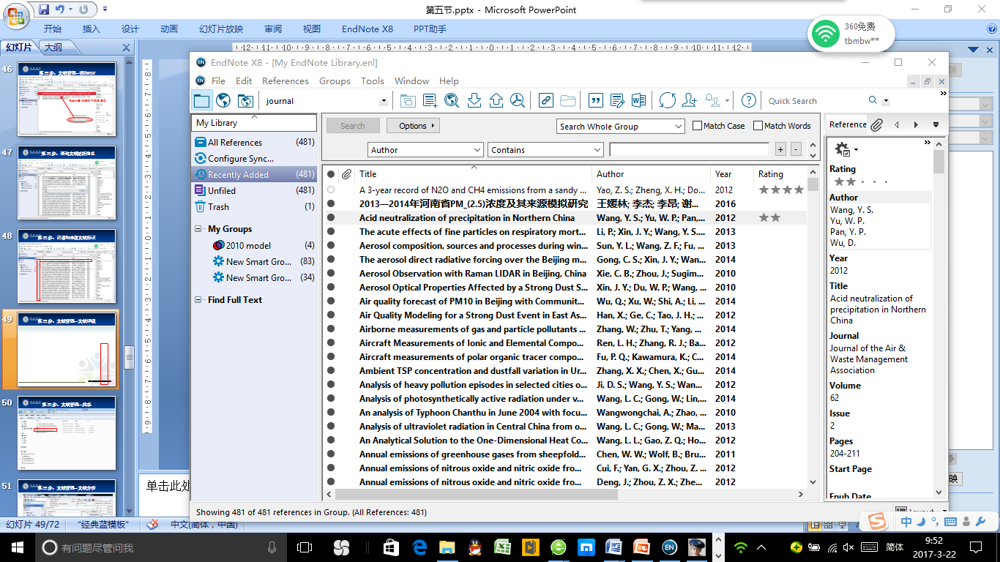 第五节.pptx - Microsoft PowerPoint
开始 插入 设计 动画 幻灯片放映 审阅 视图 EndNote X8 PPT助手
360免费
tbmbw**
幻灯片 大纲
46
47
48
49
50
51
EndNote X8 - [My EndNote Library.enl]
File Edit References Groups Tools Window Help
journal
Quick Search
My Library
All References (481)
Configure Sync...
Recently Added (481)
Unfiled (481)
Trash (1)
My Groups
2010 model (4)
New Smart Gro... (83)
New Smart Gro... (34)
Find Full Text
Search Options Search Whole Group Match Case Match Words
Author Contains + -
Title Author Year Rating
A 3-year record of N2O and CH4 emissions from a sandy ... Yao, Z. S.; Zheng, X. H.; Do... 2012 ★★★★
2013—2014年河南省PM_(2.5)浓度及其来源模拟研究 王媛林; 李杰; 李昂; 谢... 2016
Acid neutralization of precipitation in Northern China Wang, Y. S.; Yu, W. P.; Pan,... 2012 ★★
The acute effects of fine particles on respiratory mort... Li, P.; Xin, J. Y.; Wang, Y. S.... 2013
Aerosol composition, sources and processes during win... Sun, Y. L.; Wang, Z. F.; Fu, ... 2013
The aerosol direct radiative forcing over the Beijing m... Gong, C. S.; Xin, J. Y.; Wan... 2014
Aerosol Observation with Raman LIDAR in Beijing, China Xie, C. B.; Zhou, J.; Sugim... 2010
Aerosol Optical Properties Affected by a Strong Dust S... Xin, J. Y.; Du, W. P.; Wang, ... 2010
Air quality forecast of PM10 in Beijing with Communit... Wu, Q.; Xu, W.; Shi, A.; Li, ... 2014
Air Quality Modeling for a Strong Dust Event in East As... Han, X.; Ge, C.; Tao, J. H.; ... 2012
Airborne measurements of gas and particle pollutants ... Zhang, W.; Zhu, T.; Yang, ... 2014
Aircraft Measurements of Ionic and Elemental Compo... Ren, L. H.; Zhang, R. J.; Ba... 2012
Aircraft measurements of polar organic tracer compo... Fu, P. Q.; Kawamura, K.; C... 2014
Ambient TSP concentration and dustfall variation in Ur... Zhang, X. X.; Chen, X.; Gu... 2014
Analysis of heavy pollution episodes in selected cities o... Ji, D. S.; Wang, Y. S.; Wan... 2012
Analysis of photosynthetically active radiation under v... Wang, L. C.; Gong, W.; Lin,... 2014
An analysis of Typhoon Chanthu in June 2004 with focu... Wangwongchai, A.; Zhao, ... 2010
Analysis of ultraviolet radiation in Central China from o... Wang, L. C.; Gong, W.; Ma... 2013
An Analytical Solution to the One-Dimensional Heat Co... Wang, L. L.; Gao, Z. Q.; Ho... 2012
Annual emissions of greenhouse gases from sheepfold... Chen, W. W.; Wolf, B.; Bru... 2011
Annual emissions of nitrous oxide and nitric oxide fro... Cui, F.; Yan, G. X.; Zhou, Z. ... 2012
Annual emissions of nitrous oxide and nitric oxide fro... Deng, J.; Zhou, Z. X.; Zhe... 2012
Reference
Rating
★★
Author
Wang, Y. S.
Yu, W. P.
Pan, Y. P.
Wu, D.
Year
2012
Title
Acid neutralization of
precipitation in Northern
China
Journal
Journal of the Air &
Waste Management
Association
Volume
62
Issue
2
Pages
204-211
Start Page
Epub Date
Showing 481 of 481 references in Group. (All References: 481)
Layout
单击此处
幻灯片 49/72 “经典蓝模板” 中文(简体，中国)
有问题尽管问我
简体
9:52
2017-3-22